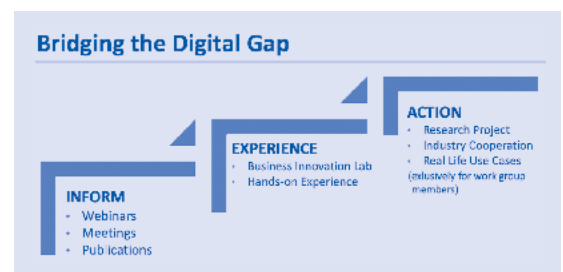 Bridging the Digital Gap
ACTION
• Research Project
• Industry Cooperation
• Real Life Use Cases
(exlusively for work group
members)
EXPERIENCE
• Business Innovation Lab
• Hands-on Experience
INFORM
• Webinars
• Meetings
• Publications